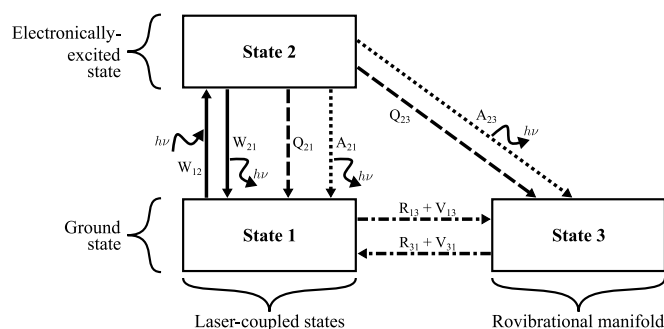 Electronically-
excited
state
State 2
hν
W12
W21
hν
Q21
A21
hν
Q23
A23
hν
Ground
state
State 1
R13 + V13
R31 + V31
State 3
Laser-coupled states
Rovibrational manifold